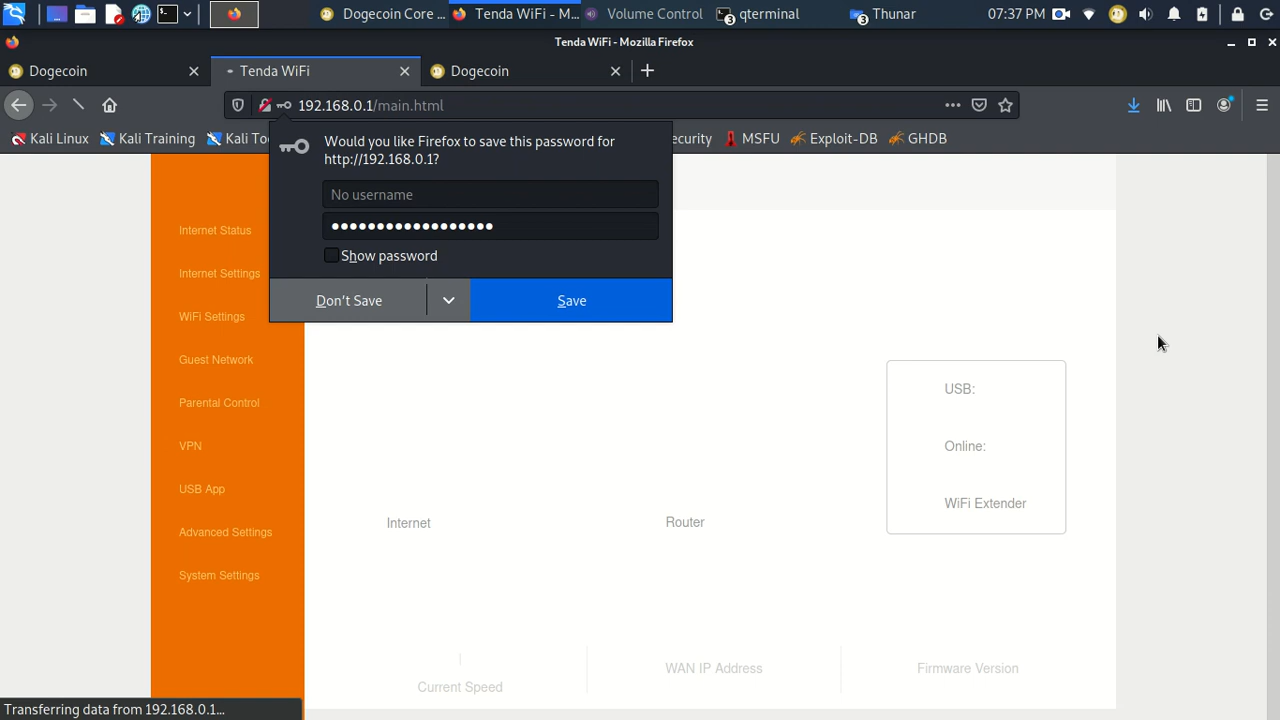 Dogecoin Core ...
Tenda WiFi - M...
Volume Control
3
qterminal
3
Thunar
07:37 PM
Tenda WiFi - Mozilla Firefox
Dogecoin
Tenda WiFi
Dogecoin
192.168.0.1/main.html
Kali Linux
Kali Training
Kali Too
ecurity
MSFU
Exploit-DB
GHDB
Would you like Firefox to save this password for
http://192.168.0.1?
No username
••••••••••••••••••
Show password
Don't Save
Save
Internet Status
Internet Settings
WiFi Settings
Guest Network
Parental Control
VPN
USB App
Advanced Settings
System Settings
USB:
Online:
WiFi Extender
Internet
Router
Current Speed
WAN IP Address
Firmware Version
Transferring data from 192.168.0.1...